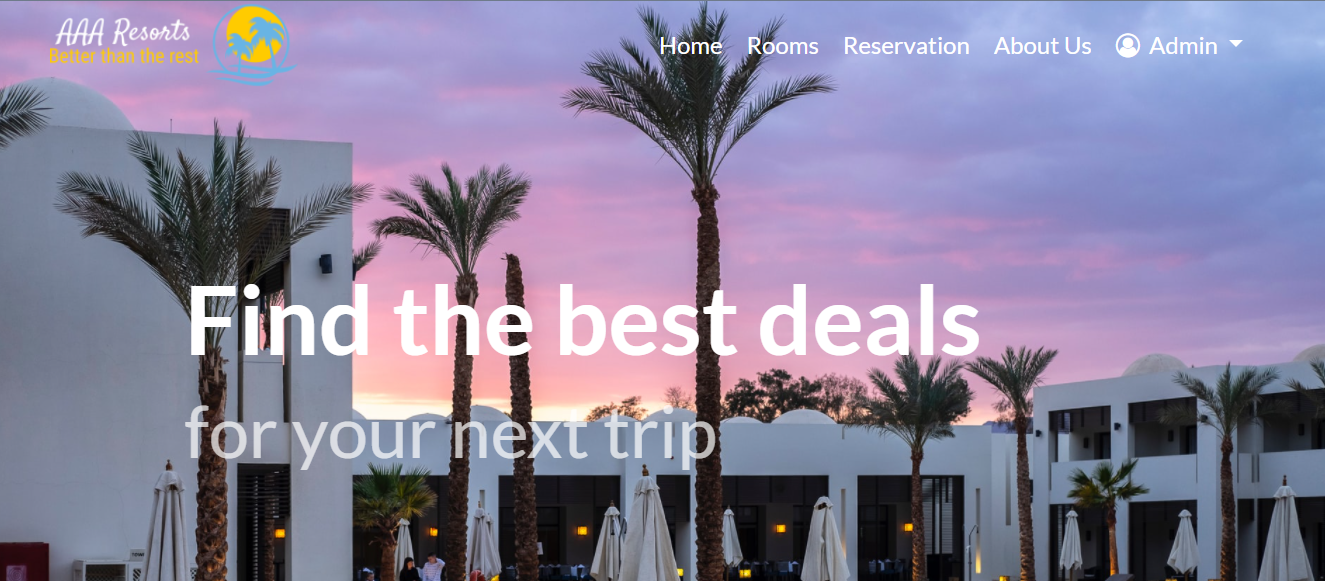 AAA Resorts
Better than the rest
Home Rooms Reservation About Us Admin
Find the best deals
for your next trip